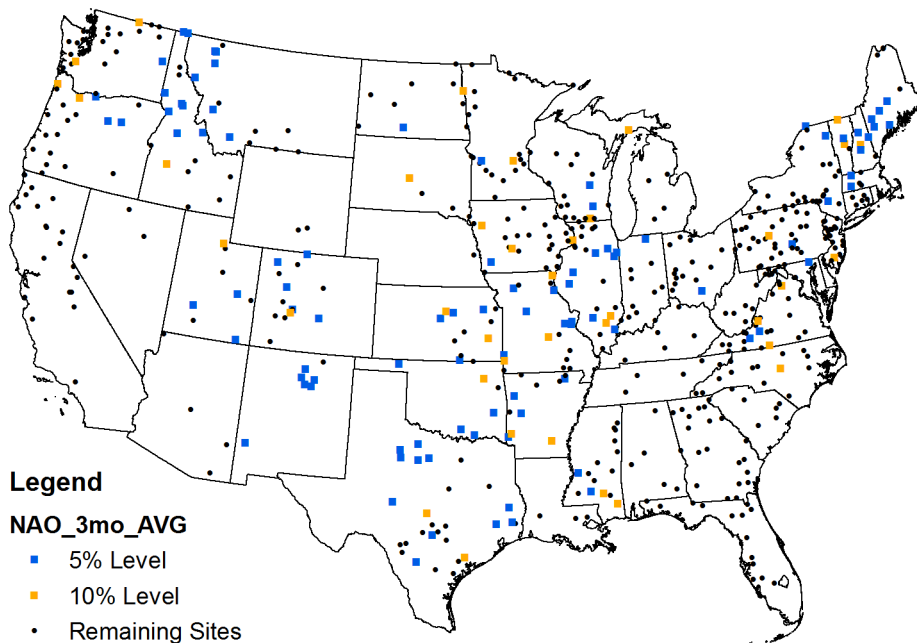 Legend
NAO_3mo_AVG
5% Level
10% Level
Remaining Sites